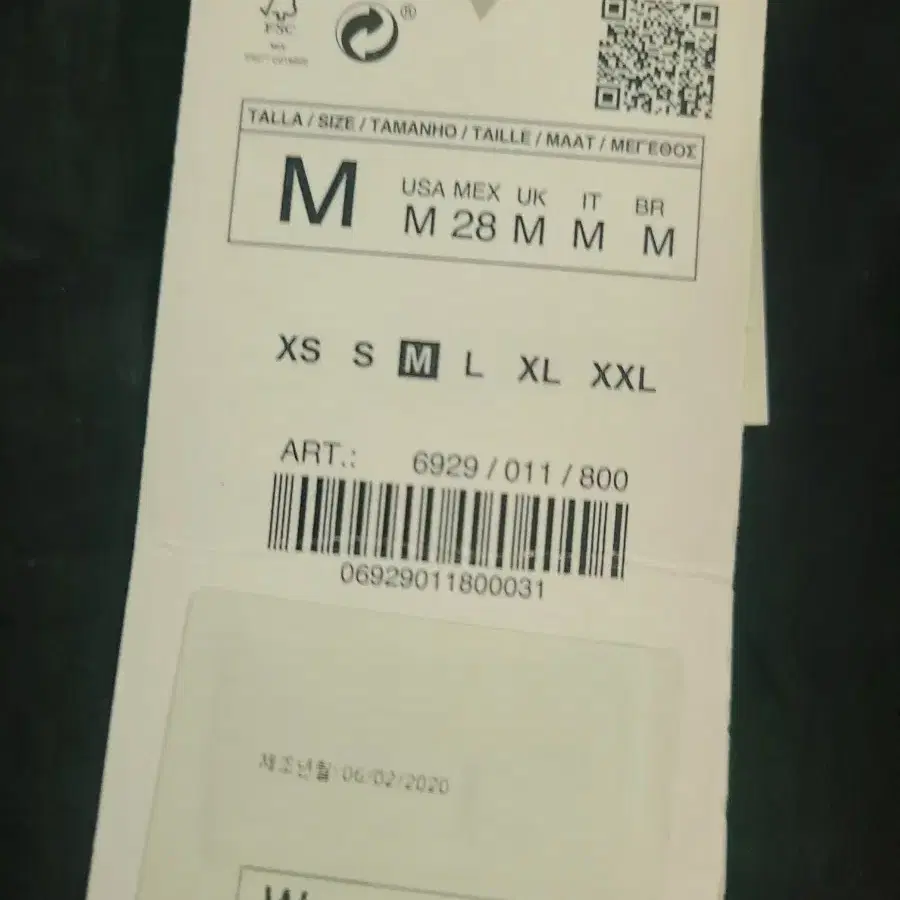 FSC
®
TALLA / SIZE / TAMANHO / TAILLE / MAAT / ΜΕΓΕΘΟΣ
M
USA MEX UK IT BR
M 28 M M M
XS S M L XL XXL
ART.: 6929 / 011 / 800
06929011800031
제조년월: 06/02/2020